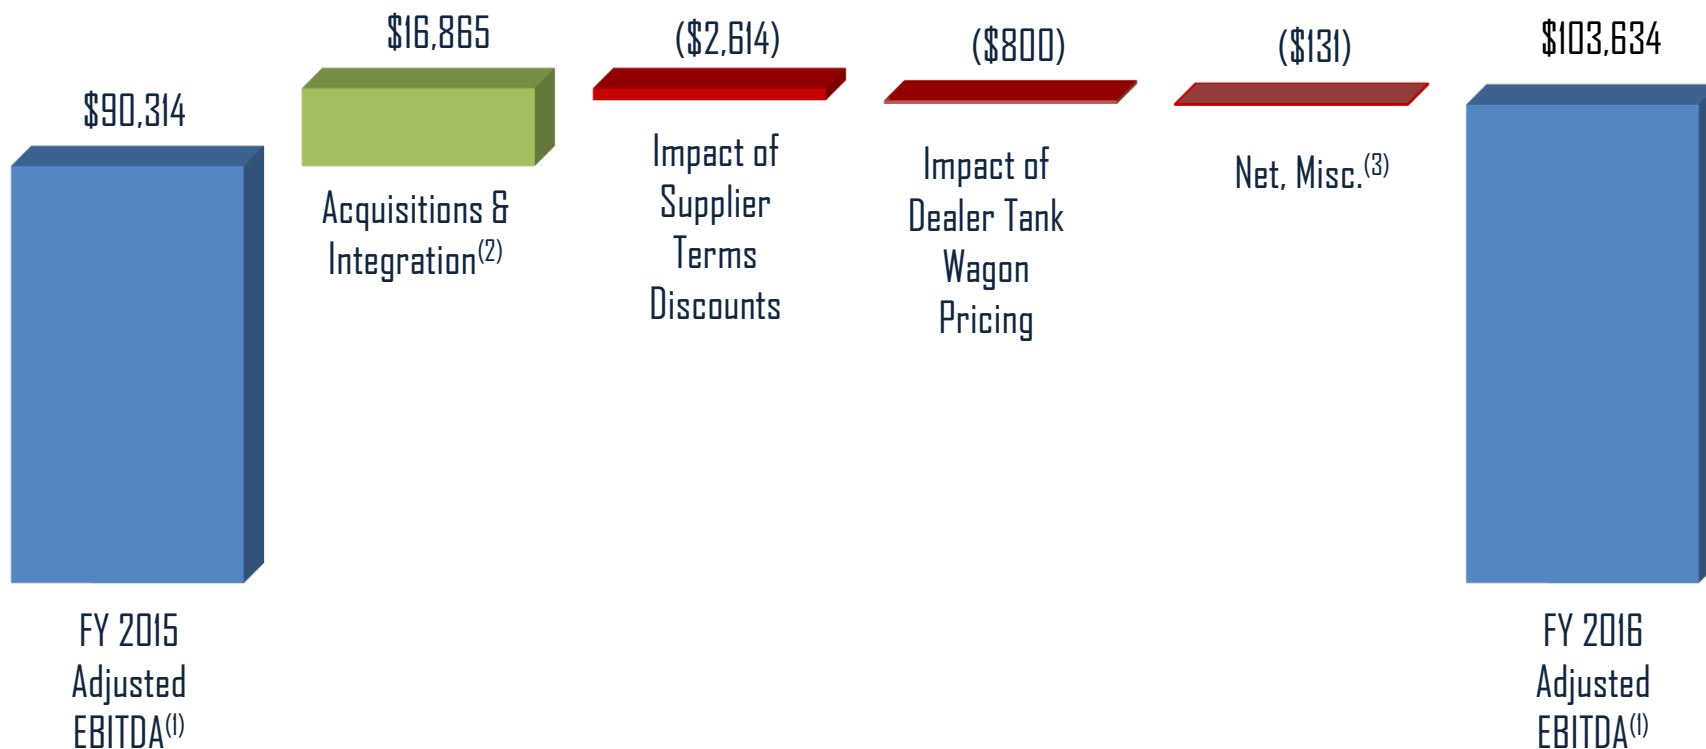 $90,314
FY 2015
Adjusted
EBITDA(1)
$16,865
Acquisitions &
Integration(2)
($2,614)
Impact of
Supplier
Terms
Discounts
($800)
Impact of
Dealer Tank
Wagon
Pricing
($131)
Net, Misc.(3)
$103,634
FY 2016
Adjusted
EBITDA(1)